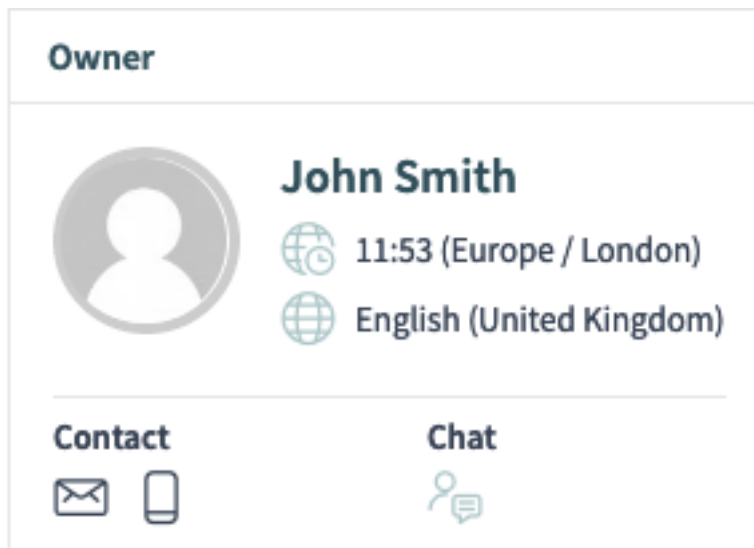 Owner
John Smith
11:53 (Europe / London)
English (United Kingdom)
Contact
Chat